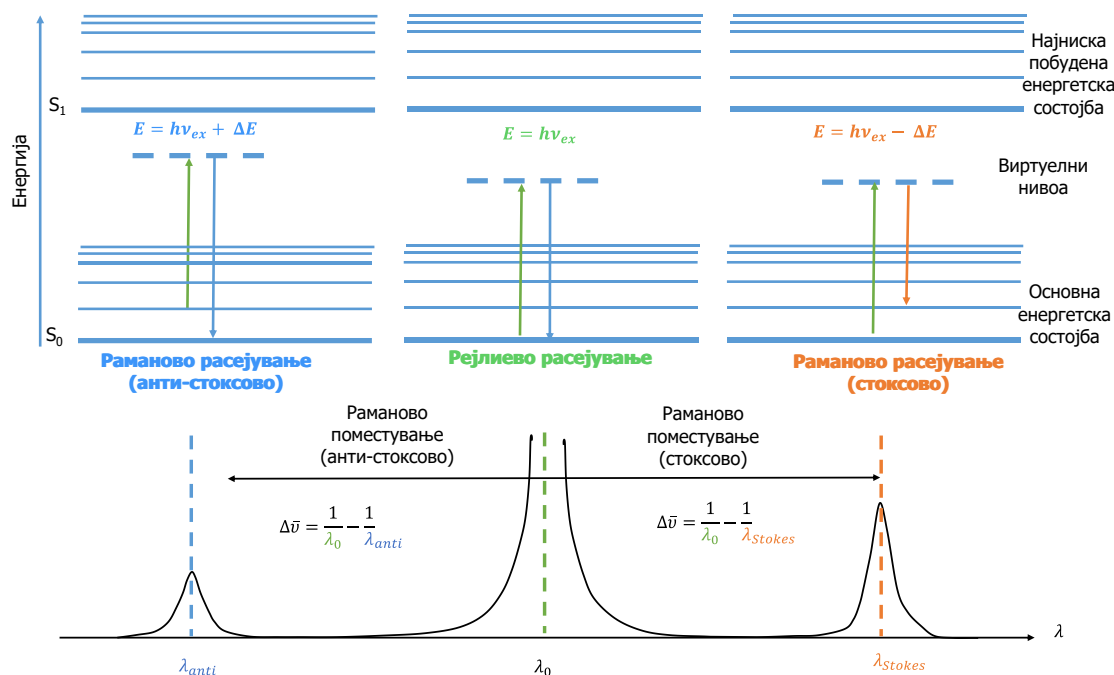 Енергија
S1
S0
E = hνex + ΔE
E = hνex
E = hνex − ΔE
Најниска
побудена
енергетска
состојба
Виртуелни
нивоа
Основна
енергетска
состојба
Раманово расејување
(анти-стоксово)
Рејлиево расејување
Раманово расејување
(стоксово)
Раманово
поместување
(анти-стоксово)
Раманово
поместување
(стоксово)
Δῡ = 1/λ0 − 1/λanti
Δῡ = 1/λ0 − 1/λStokes
λ
λanti
λ0
λStokes